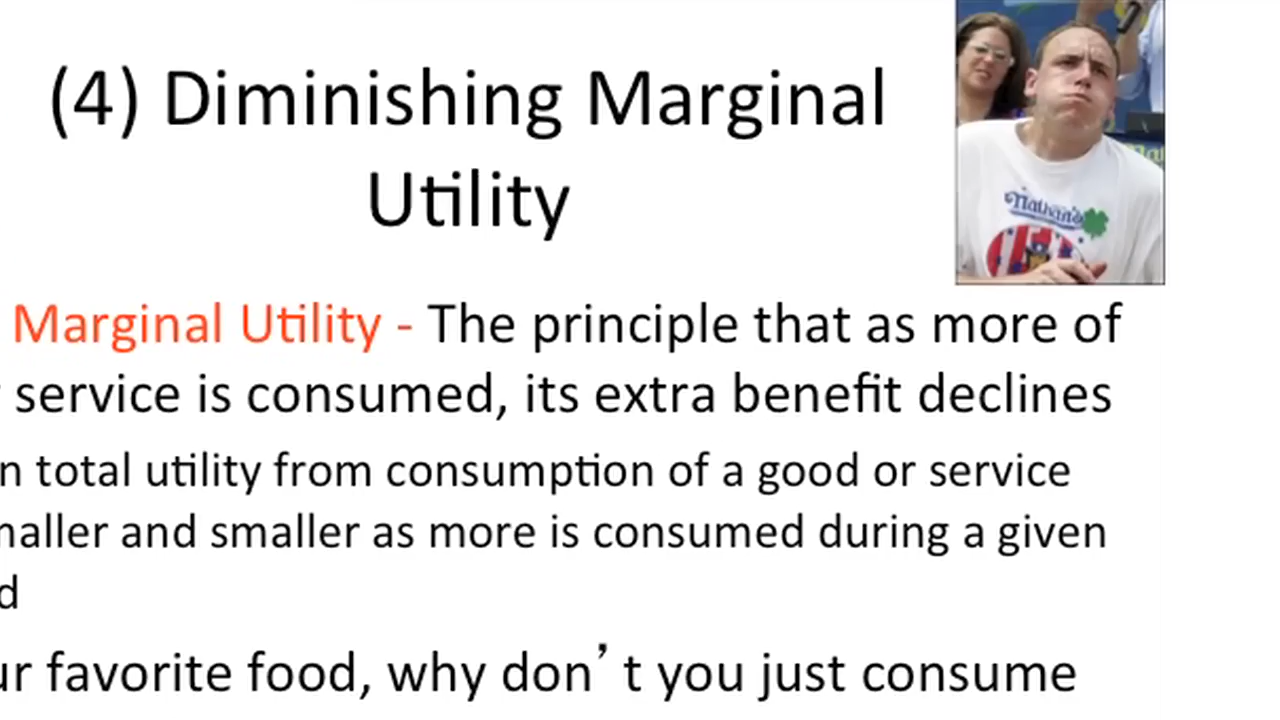 (4) Diminishing Marginal
Utility
Nathan's
Marginal Utility - The principle that as more of
service is consumed, its extra benefit declines
n total utility from consumption of a good or service
maller and smaller as more is consumed during a given
d
ur favorite food, why don’t you just consume